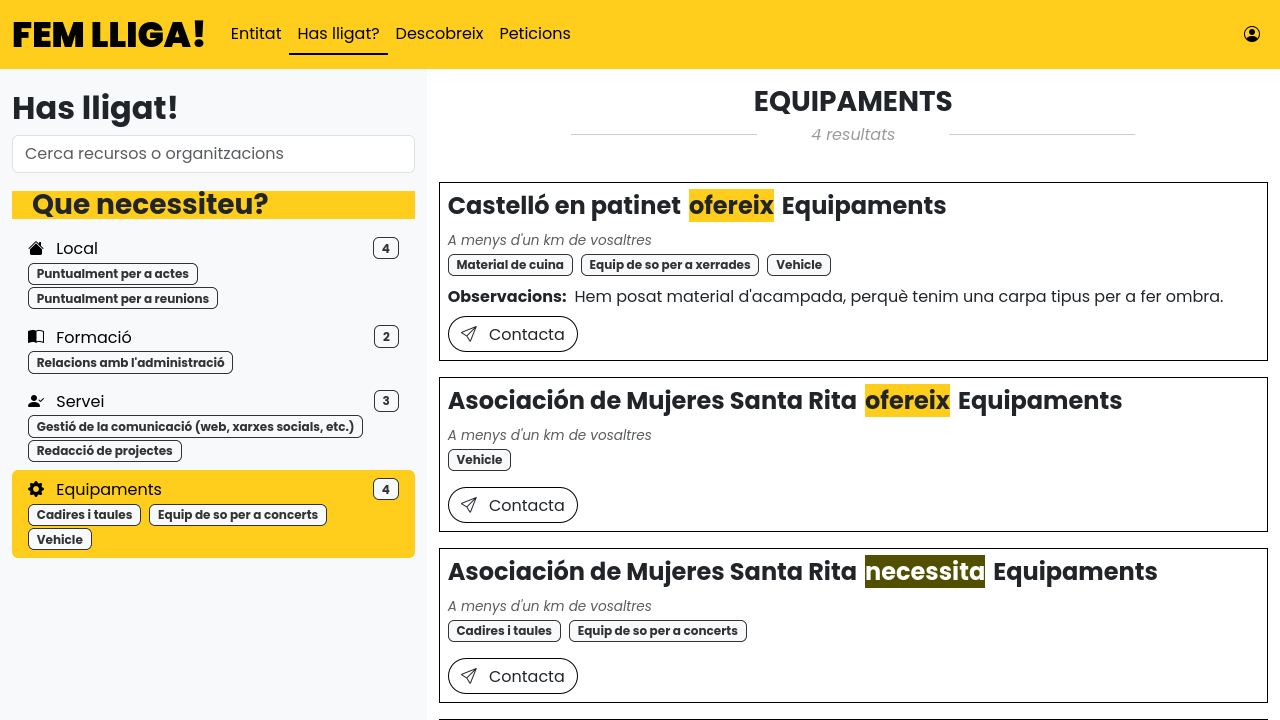 FEM LLIGA!
Entitat
Has lligat?
Descobreix
Peticions
Has lligat!
Cerca recursos o organitzacions
Que necessiteu?
Local
4
Puntualment per a actes
Puntualment per a reunions
Formació
2
Relacions amb l'administració
Servei
3
Gestió de la comunicació (web, xarxes socials, etc.)
Redacció de projectes
Equipaments
4
Cadires i taules
Equip de so per a concerts
Vehicle
EQUIPAMENTS
4 resultats
Castelló en patinet ofereix Equipaments
A menys d'un km de vosaltres
Material de cuina
Equip de so per a xerrades
Vehicle
Observacions: Hem posat material d'acampada, perquè tenim una carpa tipus per a fer ombra.
Contacta
Asociación de Mujeres Santa Rita ofereix Equipaments
A menys d'un km de vosaltres
Vehicle
Contacta
Asociación de Mujeres Santa Rita necessita Equipaments
A menys d'un km de vosaltres
Cadires i taules
Equip de so per a concerts
Contacta